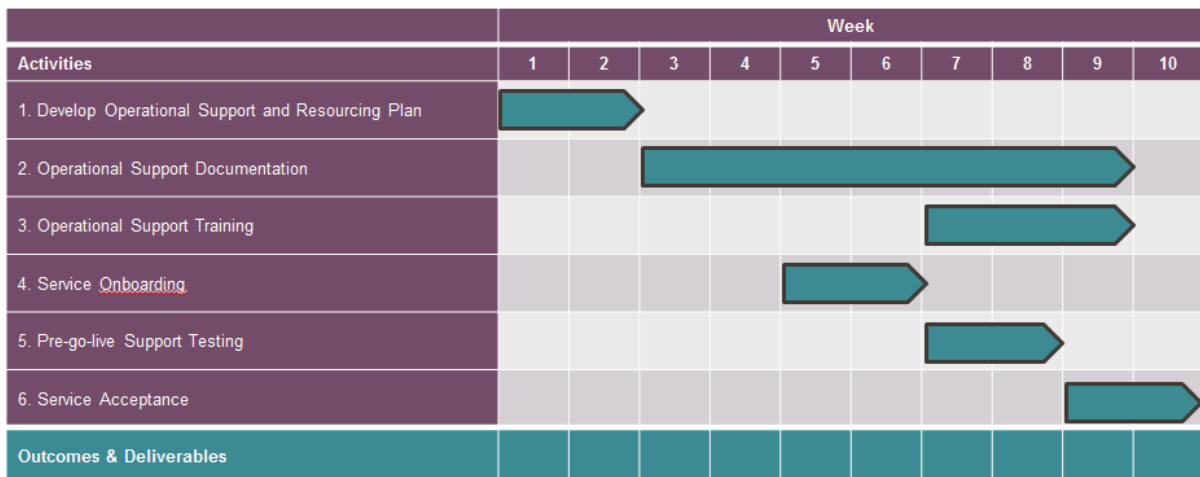 Week
Activities 1 2 3 4 5 6 7 8 9 10
1. Develop Operational Support and Resourcing Plan
2. Operational Support Documentation
3. Operational Support Training
4. Service Onboarding
5. Pre-go-live Support Testing
6. Service Acceptance
Outcomes & Deliverables